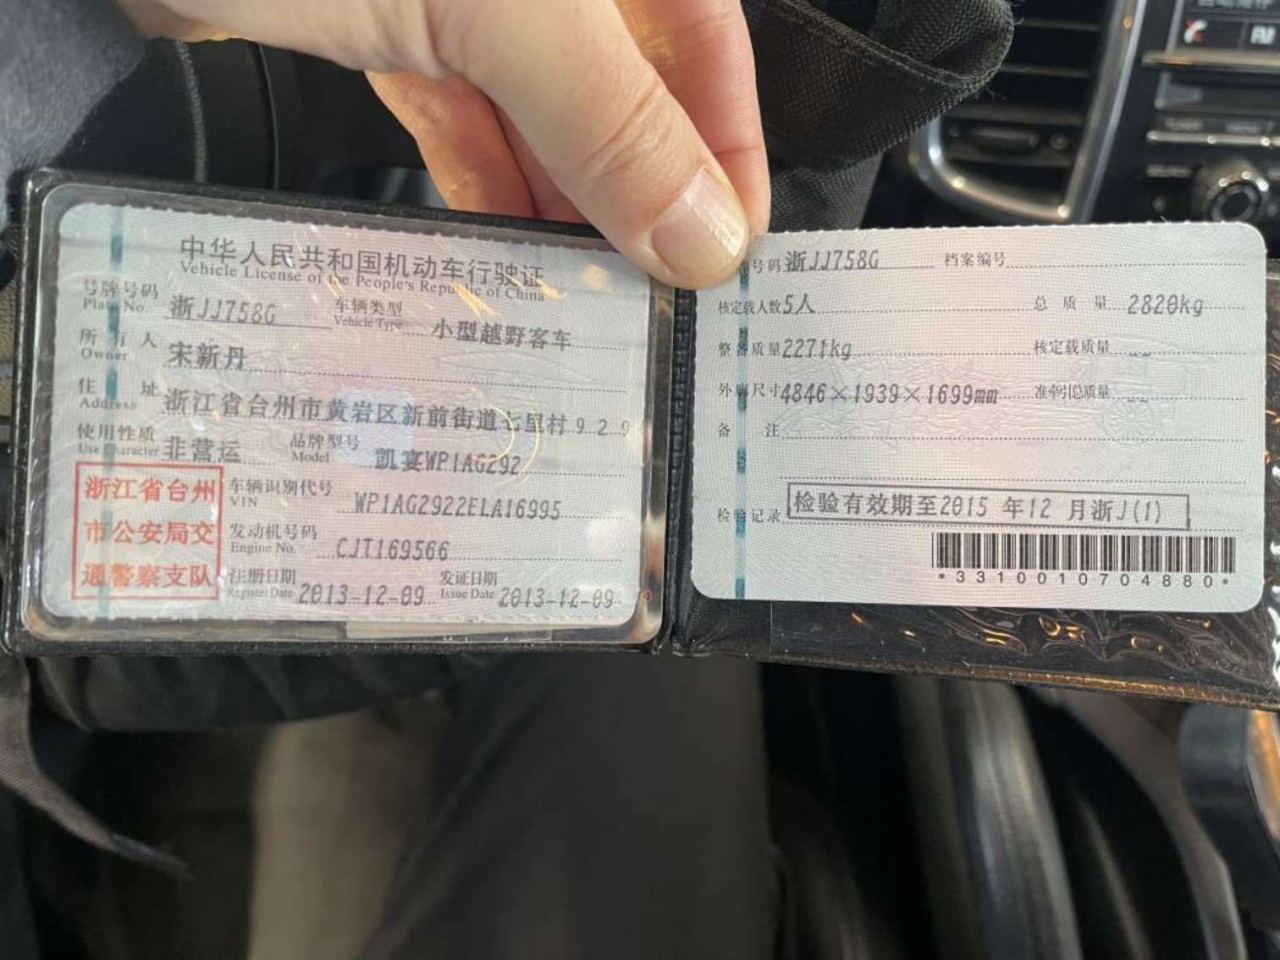 中华人民共和国机动车行驶证
Vehicle License of the People's Republic of China
号牌号码 浙JJ758G 车辆类型 小型越野客车
Plate No. Vehicle Type
所有人 宋新丹
Owner
住址 浙江省台州市黄岩区新前街道七里村929
Address
使用性质 非营运 品牌型号 凯宴WP1AG292
Use Character Model
浙江省台州
市公安局交
通警察支队
车辆识别代号 WP1AG2922ELA16995
VIN
发动机号码 CJT169566
Engine No.
注册日期 2013-12-09 发证日期 2013-12-09
Register Date Issue Date
号码 浙JJ758G 档案编号
核定载人数 5人 总质量 2820kg
整备质量 2271kg 核定载质量 --
外廓尺寸 4846×1939×1699mm 准牵引总质量 --
备注
检验记录 检验有效期至2015 年12 月浙J(1)
*3310010704880*
FM